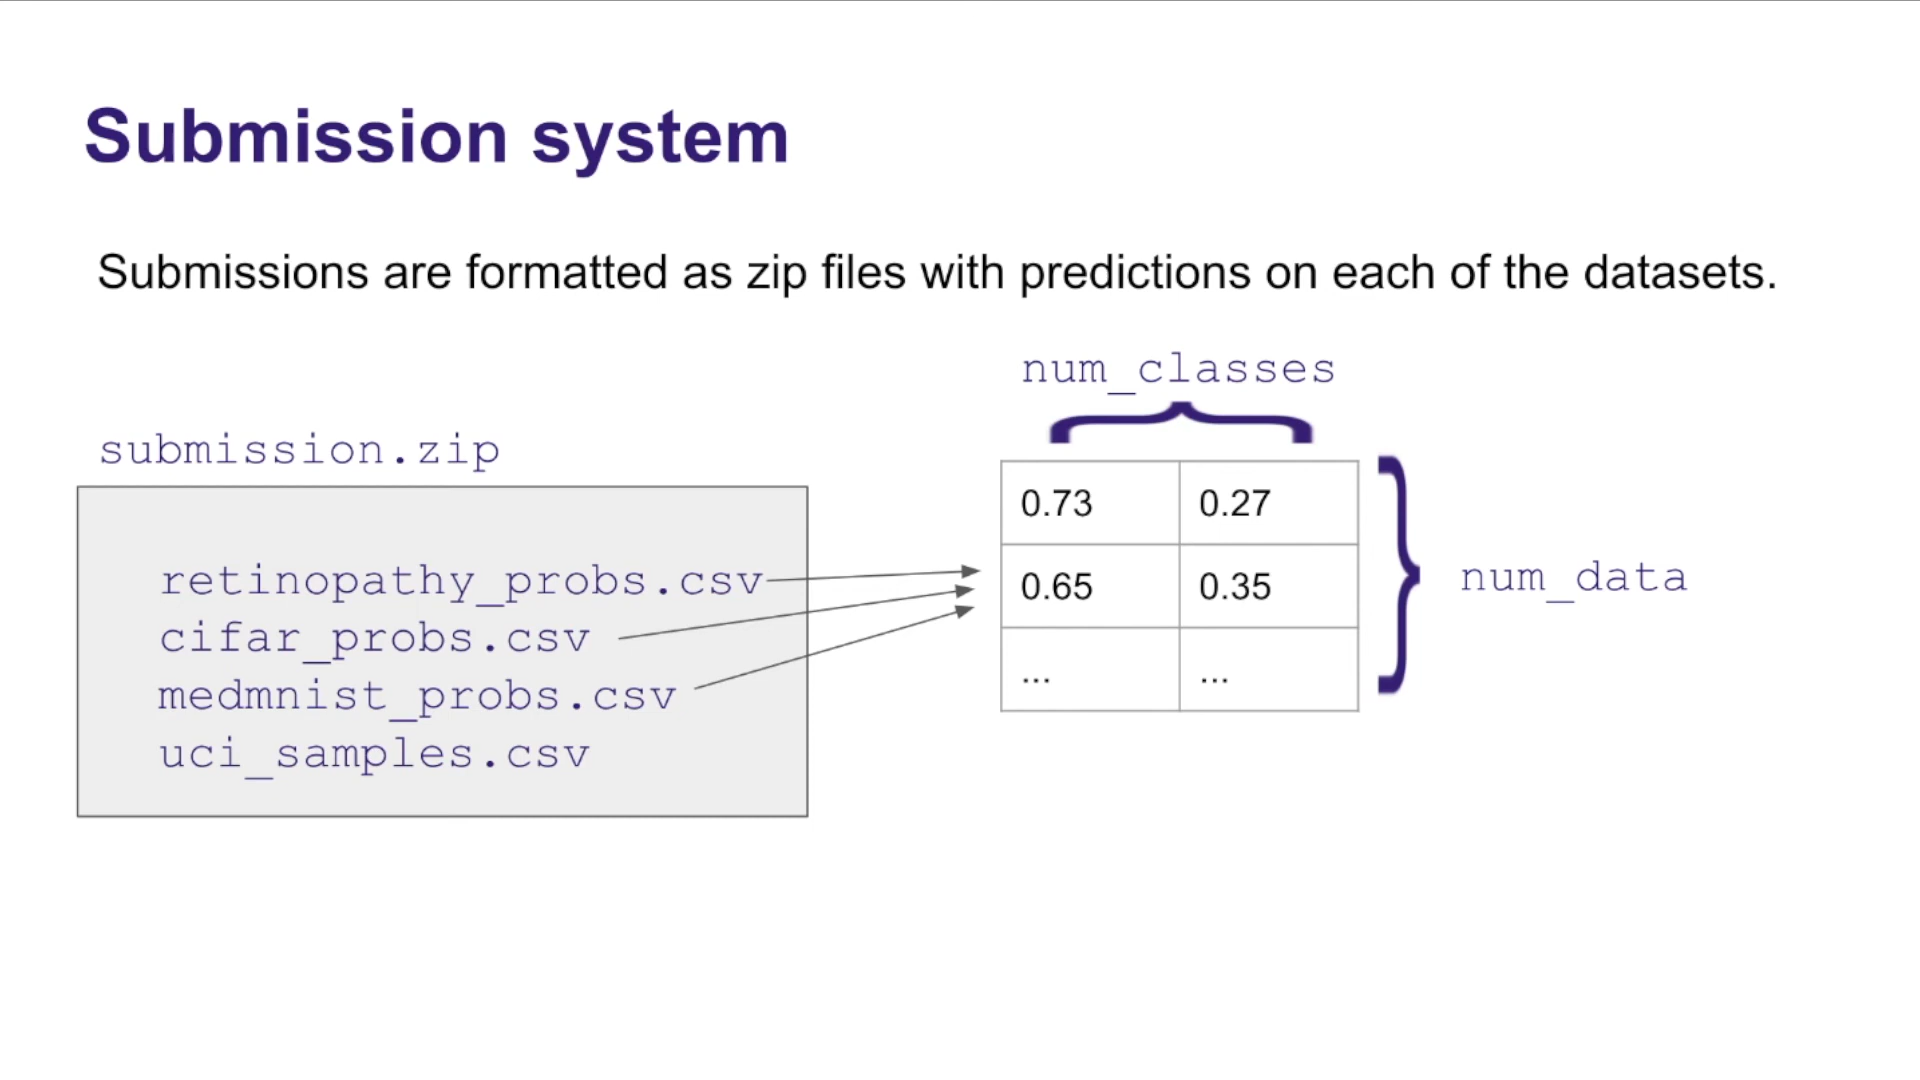 Submission system
Submissions are formatted as zip files with predictions on each of the datasets.
submission.zip
retinopathy_probs.csv
cifar_probs.csv
medmnist_probs.csv
uci_samples.csv
num_classes
0.73 0.27
0.65 0.35
... ...
num_data